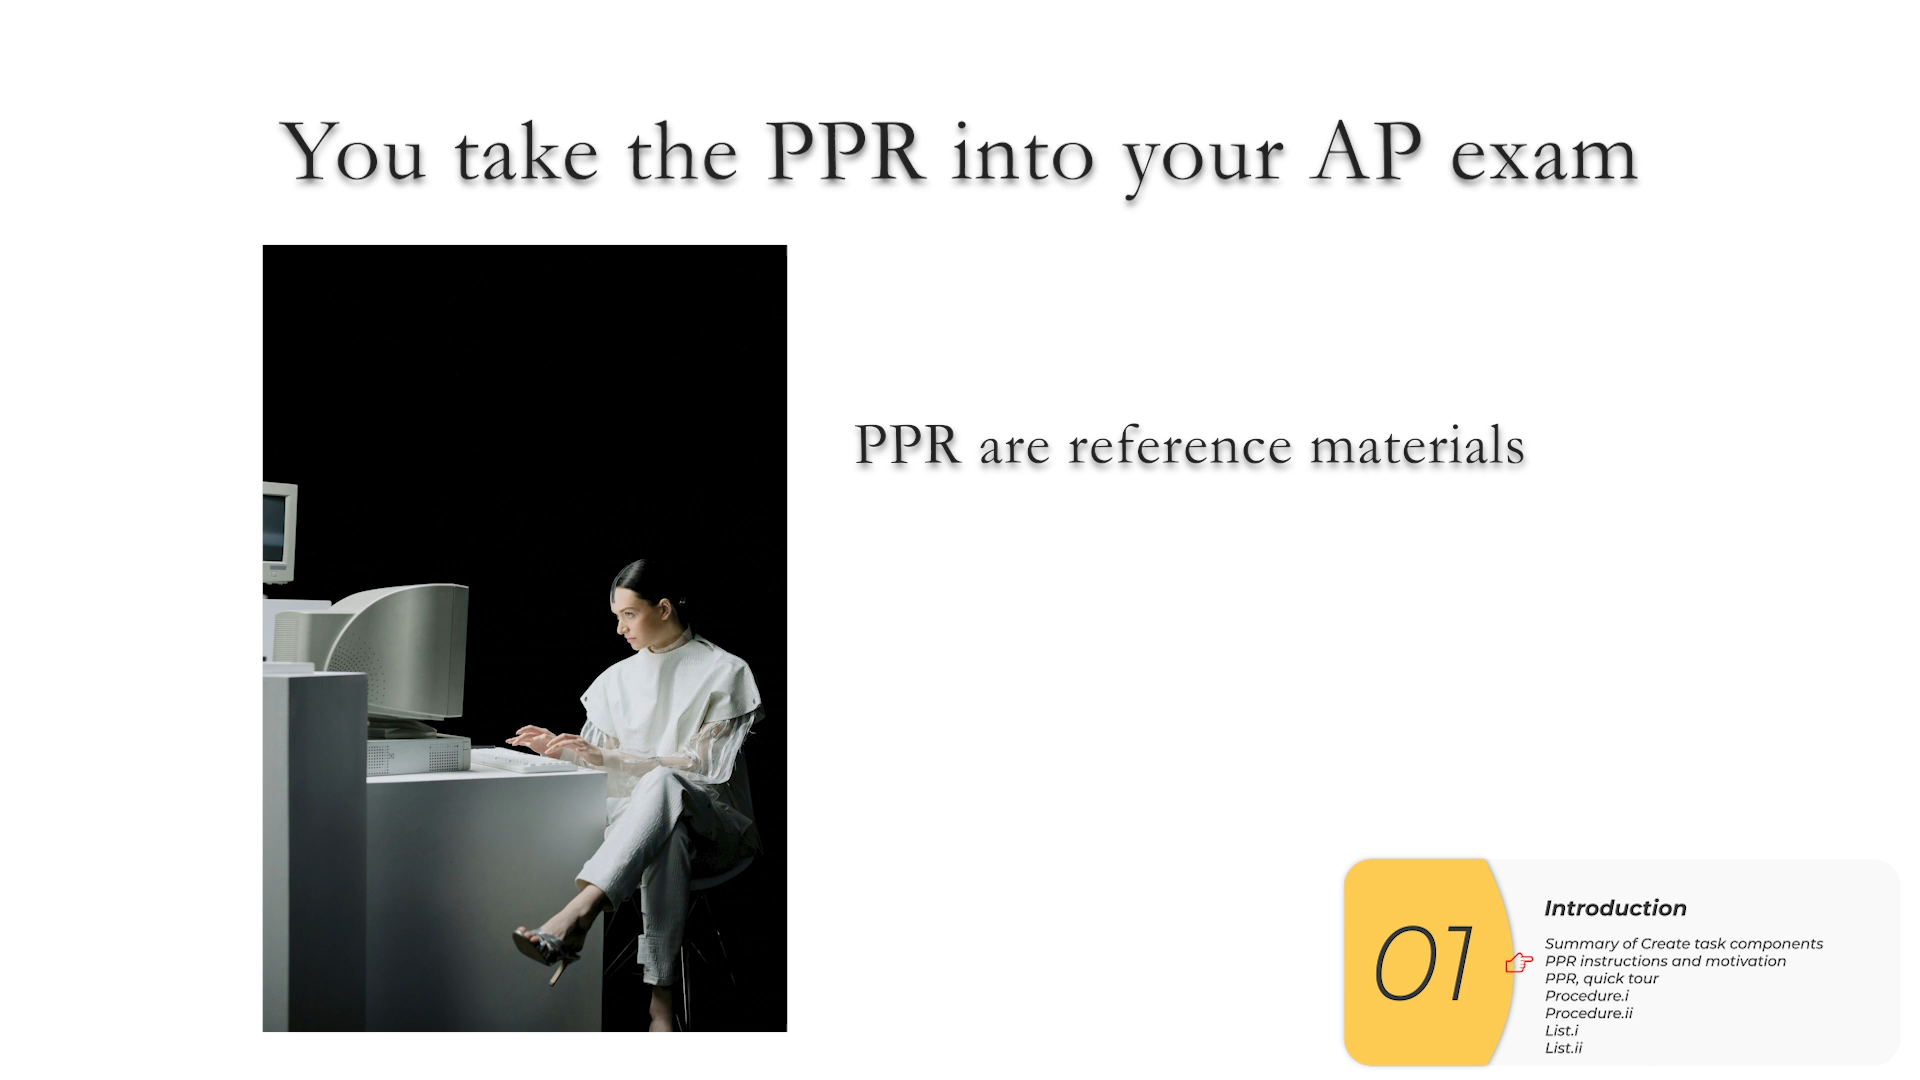 You take the PPR into your AP exam
PPR are reference materials
01
Introduction
Summary of Create task components
PPR instructions and motivation
PPR, quick tour
Procedure.i
Procedure.ii
List.i
List.ii